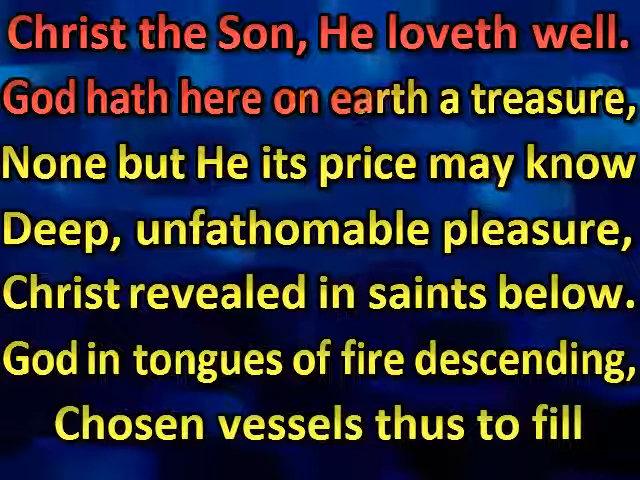 Christ the Son, He loveth well.
God hath here on earth a treasure,
None but He its price may know
Deep, unfathomable pleasure,
Christ revealed in saints below.
God in tongues of fire descending,
Chosen vessels thus to fill